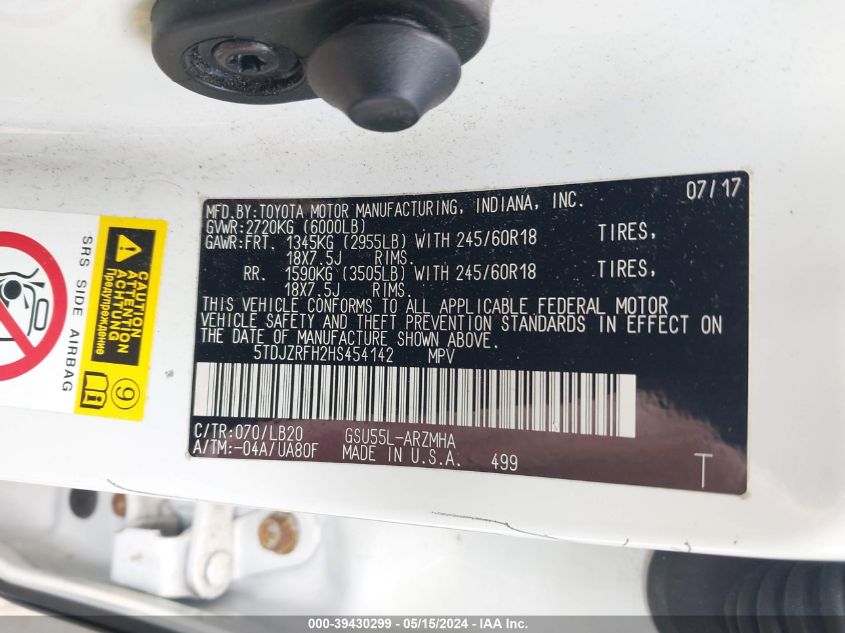 07/17
MFD.BY:TOYOTA MOTOR MANUFACTURING, INDIANA, INC.
GVWR:2720KG (6000LB)
GAWR:FRT. 1345KG (2955LB) WITH 245/60R18 TIRES,
18X7.5J RIMS.
RR. 1590KG (3505LB) WITH 245/60R18 TIRES,
18X7.5J RIMS.
THIS VEHICLE CONFORMS TO ALL APPLICABLE FEDERAL MOTOR
VEHICLE SAFETY AND THEFT PREVENTION STANDARDS IN EFFECT ON
THE DATE OF MANUFACTURE SHOWN ABOVE.
5TDJZRFH2HS454142 MPV
C/TR:070/LB20 GSU55L-ARZMHA
A/TM:-04A/UA80F MADE IN U.S.A. 499
T
SRS SIDE AIRBAG
CAUTION
ATTENTION
ACHTUNG
Предупреждение
9
000-39430299 - 05/15/2024 - IAA Inc.